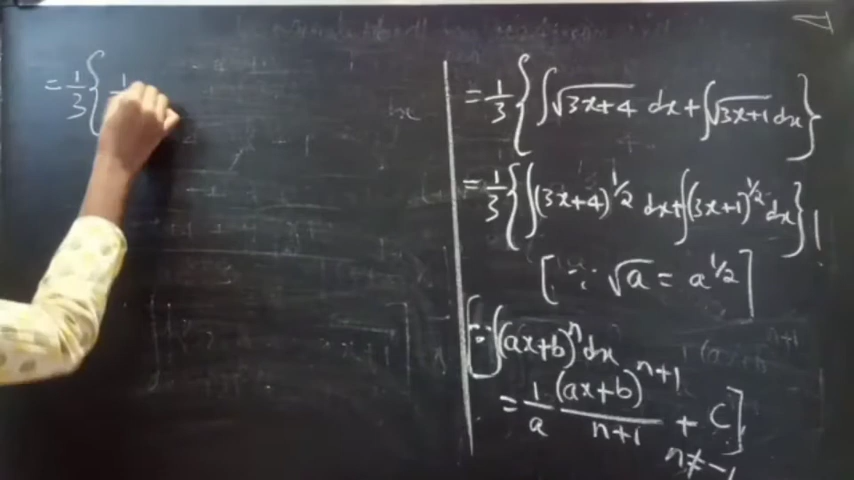 = 1/3 { 1
= 1/3 { ∫ √3x+4 dx + ∫ √3x+1 dx }
= 1/3 { ∫ (3x+4)^1/2 dx + ∫ (3x+1)^1/2 dx }
[ ∵ √a = a^1/2 ]
[ ∵ ∫ (ax+b)^n dx
= 1/a (ax+b)^n+1 / n+1 + C ]
n ≠ -1